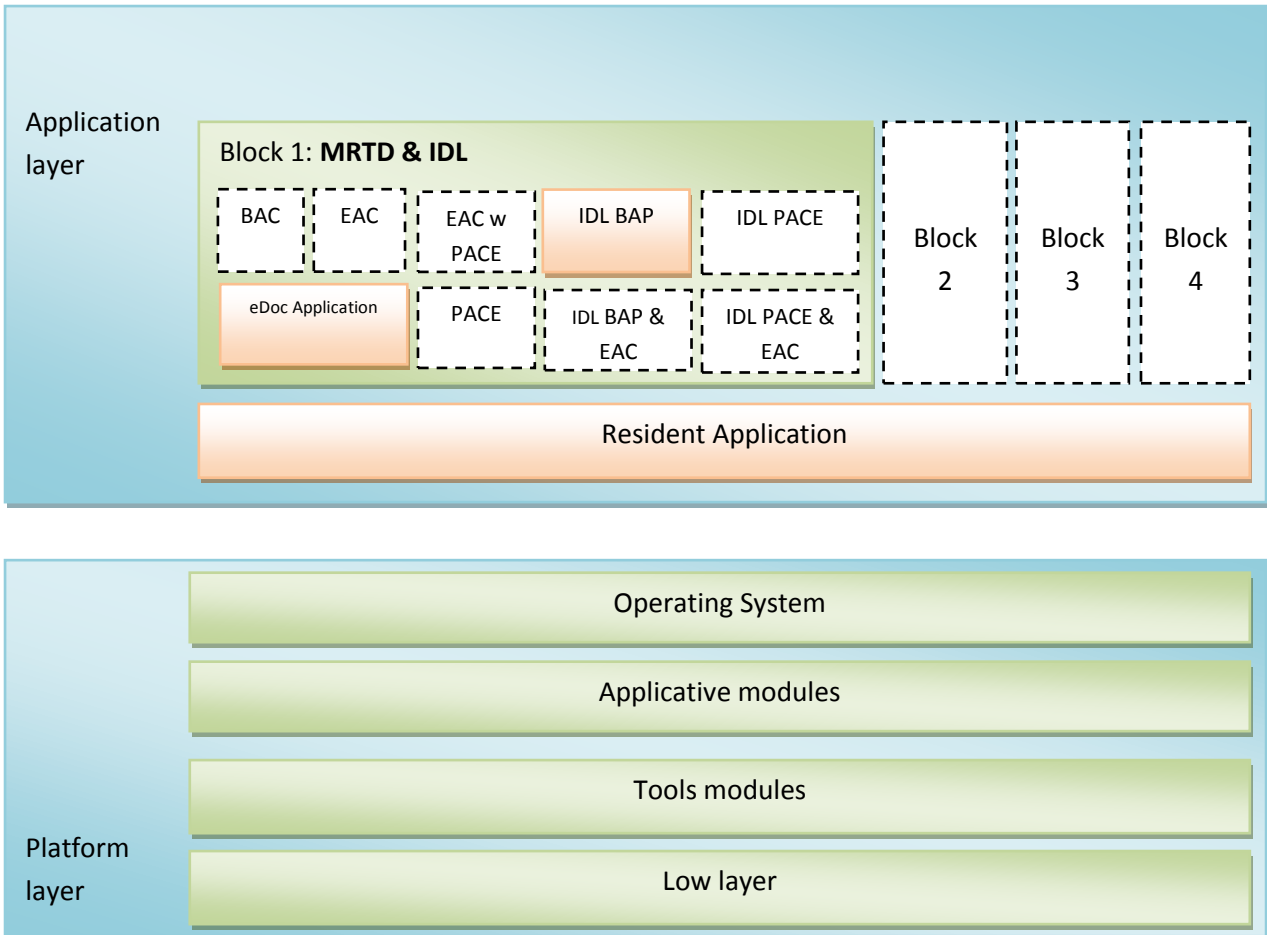 Application
layer
Block 1: MRTD & IDL
BAC
EAC
EAC w
PACE
IDL BAP
IDL PACE
eDoc Application
PACE
IDL BAP &
EAC
IDL PACE &
EAC
Block
2
Block
3
Block
4
Resident Application
Operating System
Applicative modules
Tools modules
Platform
layer
Low layer